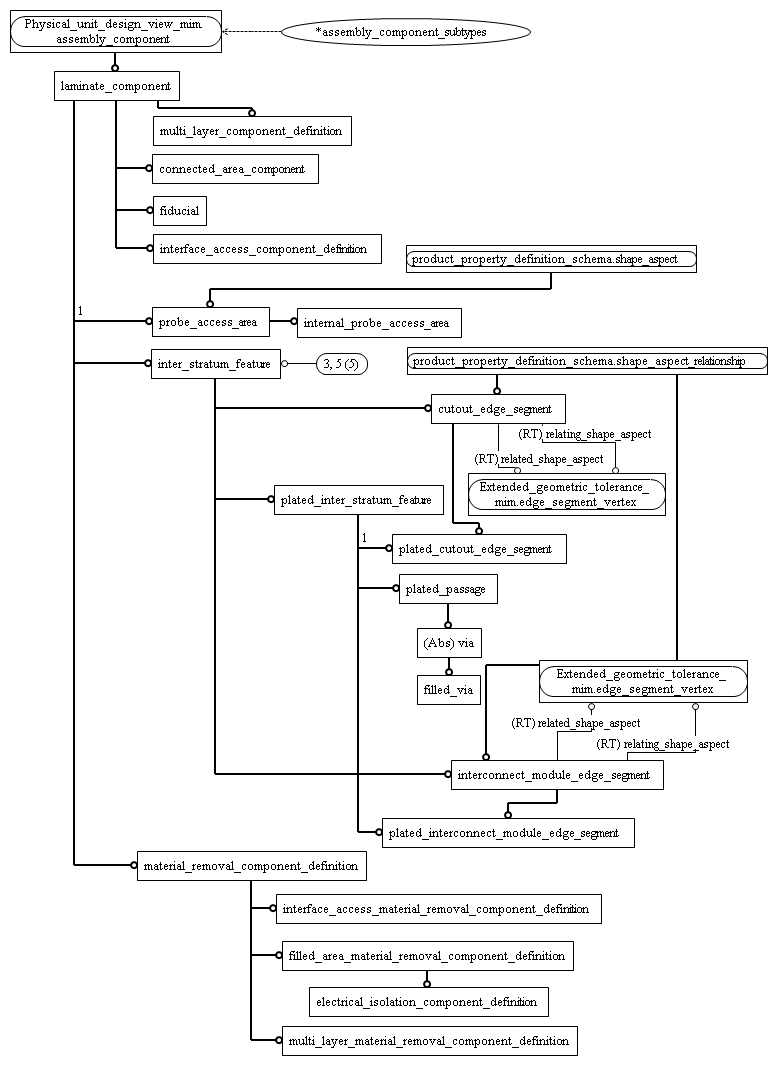 Physical_unit_design_view_mim
assembly_component
*assembly_component_subtypes
laminate_component
multi_layer_component_definition
connected_area_component
fiducial
interface_access_component_definition
product_property_definition_schema.shape_aspect
1
probe_access_area
internal_probe_access_area
inter_stratum_feature
3, 5 (5)
product_property_definition_schema.shape_aspect_relationship
cutout_edge_segment
(RT) relating_shape_aspect
(RT) related_shape_aspect
Extended_geometric_tolerance_
mim.edge_segment_vertex
plated_inter_stratum_feature
1
plated_cutout_edge_segment
plated_passage
(Abs) via
filled_via
Extended_geometric_tolerance_
mim.edge_segment_vertex
(RT) related_shape_aspect
(RT) relating_shape_aspect
interconnect_module_edge_segment
plated_interconnect_module_edge_segment
material_removal_component_definition
interface_access_material_removal_component_definition
filled_area_material_removal_component_definition
electrical_isolation_component_definition
multi_layer_material_removal_component_definition